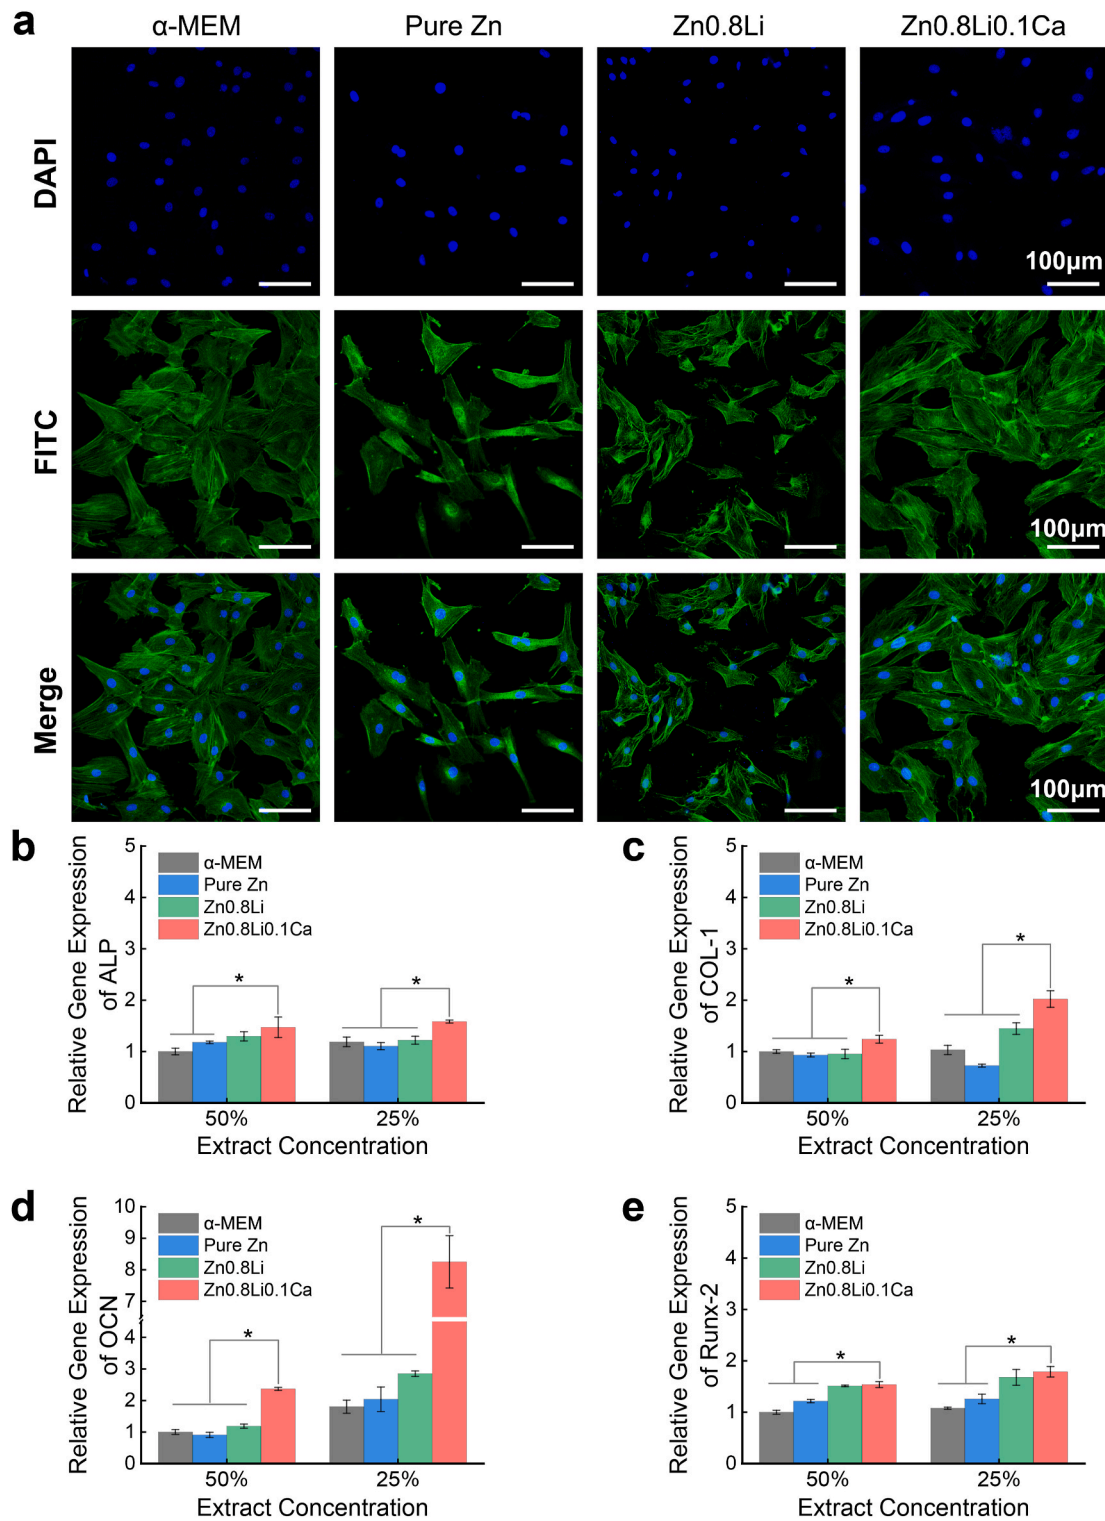 a
α-MEM Pure Zn Zn0.8Li Zn0.8Li0.1Ca
DAPI
100μm
FITC
100μm
Merge
100μm
b
Relative Gene Expression
of ALP
5
4
3
2
1
0
α-MEM
Pure Zn
Zn0.8Li
Zn0.8Li0.1Ca
* *
50% 25%
Extract Concentration
c
Relative Gene Expression
of COL-1
5
4
3
2
1
0
α-MEM
Pure Zn
Zn0.8Li
Zn0.8Li0.1Ca
* *
50% 25%
Extract Concentration
d
Relative Gene Expression
of OCN
10
9
8
7
4
3
2
1
0
α-MEM
Pure Zn
Zn0.8Li
Zn0.8Li0.1Ca
* *
50% 25%
Extract Concentration
e
Relative Gene Expression
of Runx-2
5
4
3
2
1
0
α-MEM
Pure Zn
Zn0.8Li
Zn0.8Li0.1Ca
* *
50% 25%
Extract Concentration